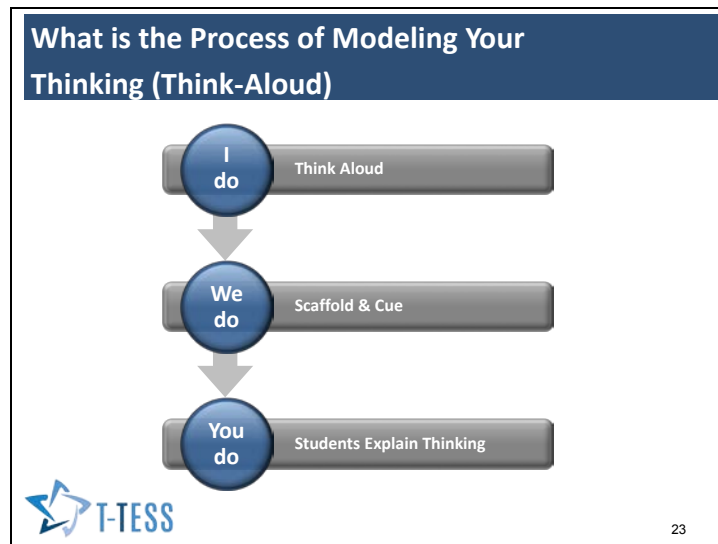 What is the Process of Modeling Your
Thinking (Think-Aloud)
I
do
Think Aloud
We
do
Scaffold & Cue
You
do
Students Explain Thinking
T-TESS
23